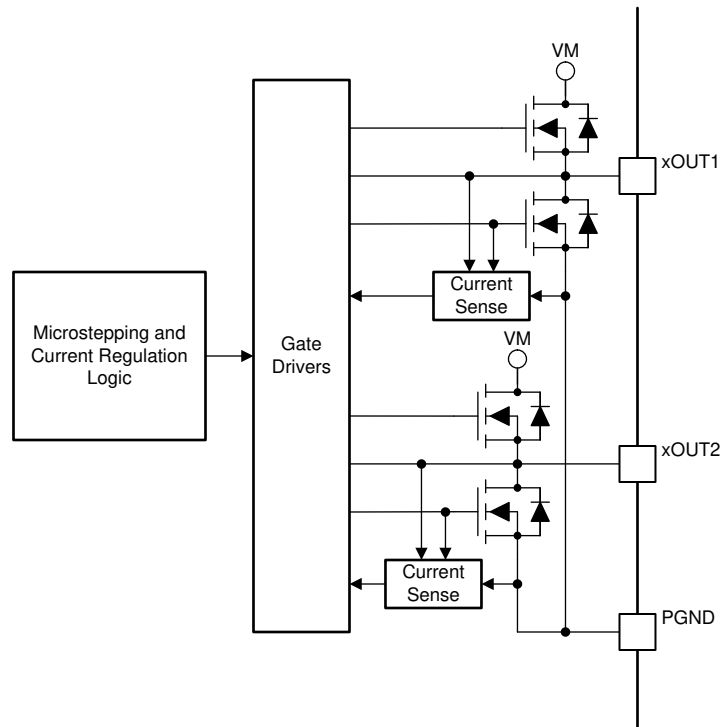 VM
xOUT1
Current
Sense
Microstepping and
Current Regulation
Logic
Gate
Drivers
VM
xOUT2
Current
Sense
PGND